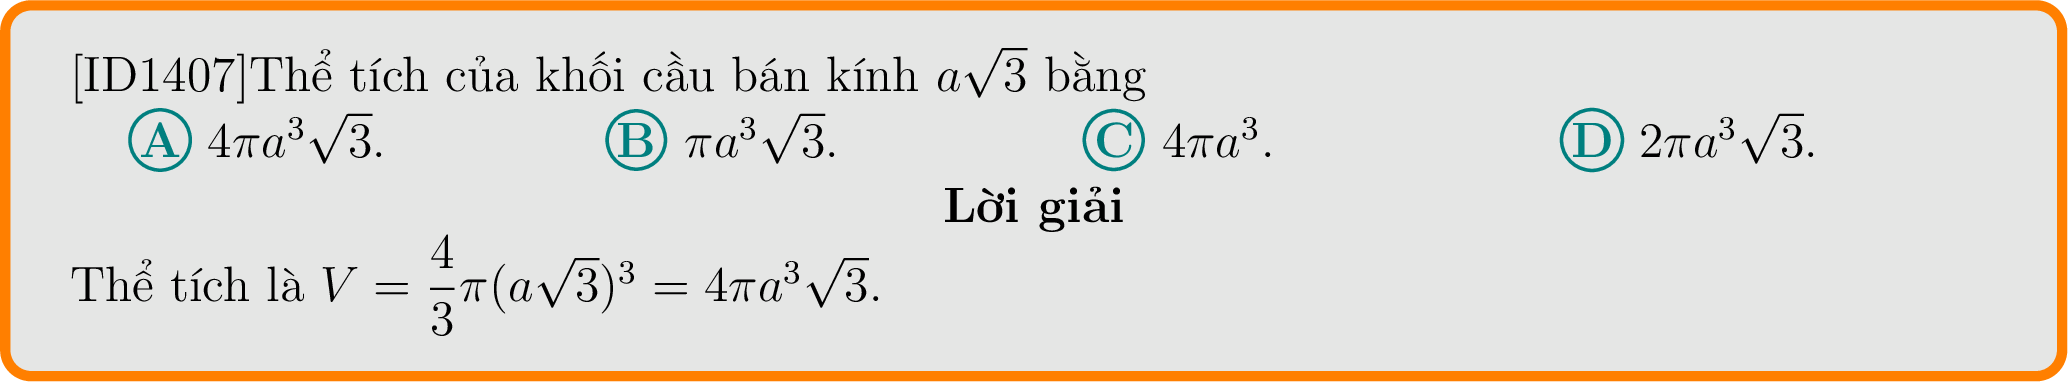 [ID1407]Thể tích của khối cầu bán kính $a\sqrt{3}$ bằng
Ⓐ $4\pi a^3\sqrt{3}$. Ⓑ $\pi a^3\sqrt{3}$. Ⓒ $4\pi a^3$. Ⓓ $2\pi a^3\sqrt{3}$.
Lời giải
Thể tích là $V = \dfrac{4}{3}\pi(a\sqrt{3})^3 = 4\pi a^3\sqrt{3}$.